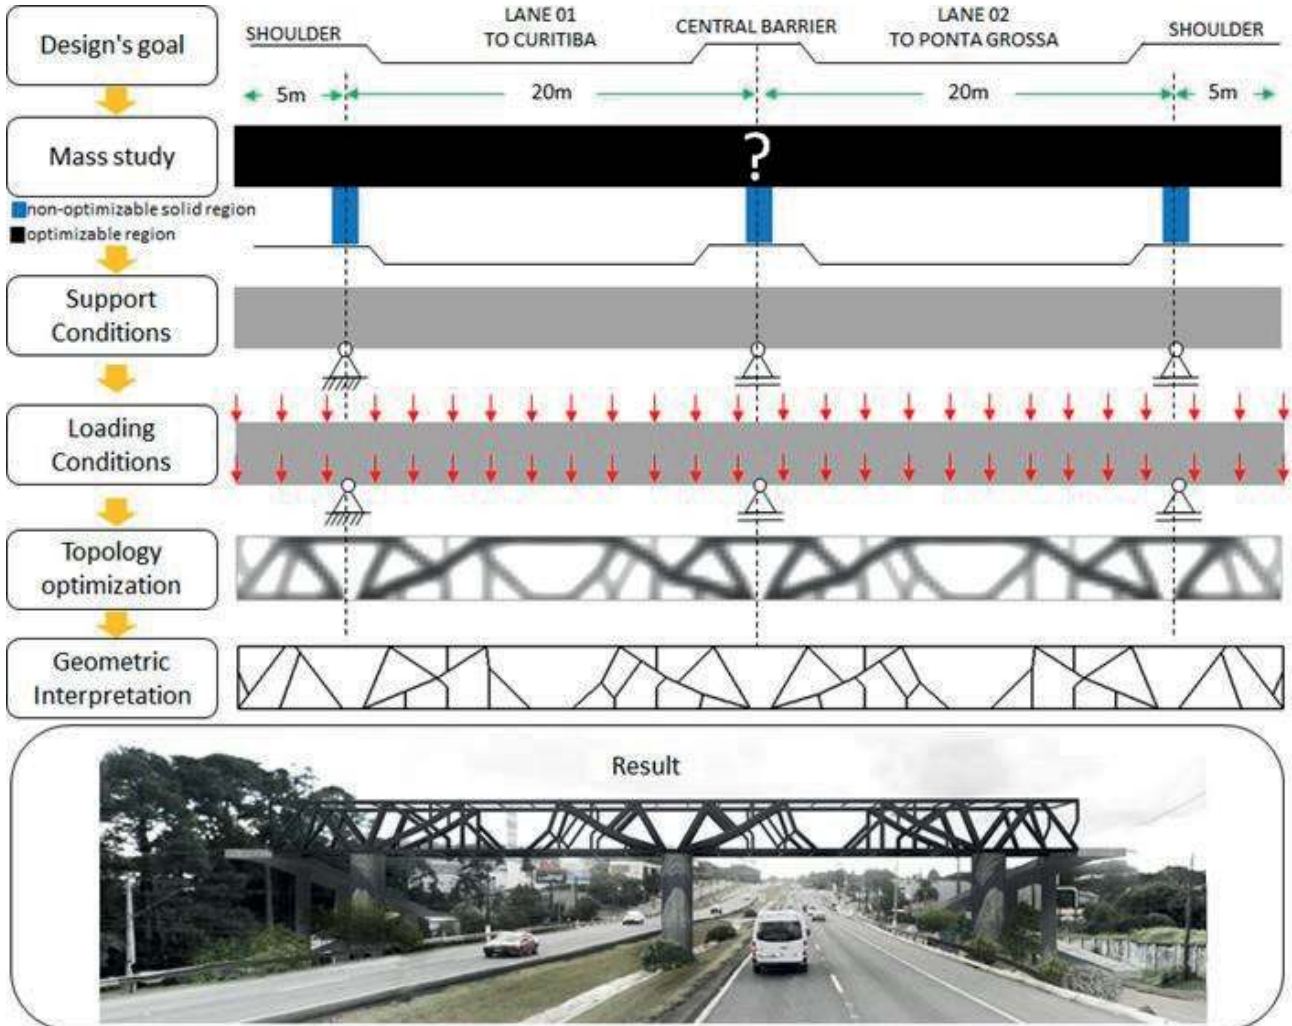 Design's goal
SHOULDER
LANE 01
TO CURITIBA
CENTRAL BARRIER
LANE 02
TO PONTA GROSSA
SHOULDER
5m
20m
20m
5m
Mass study
?
non-optimizable solid region
optimizable region
Support
Conditions
Loading
Conditions
Topology
optimization
Geometric
Interpretation
Result